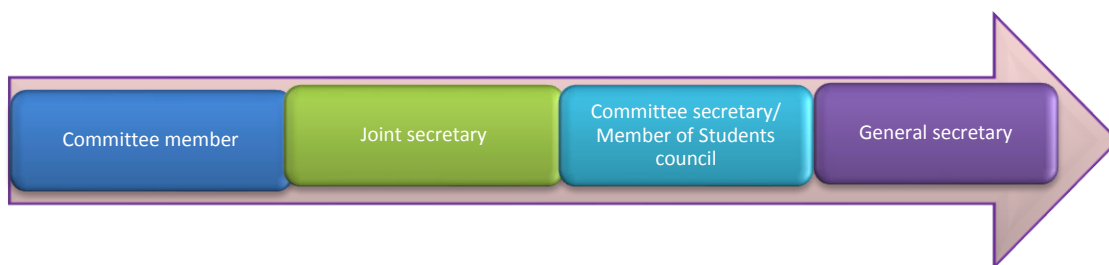 Committee member
Joint secretary
Committee secretary/
Member of Students
council
General secretary